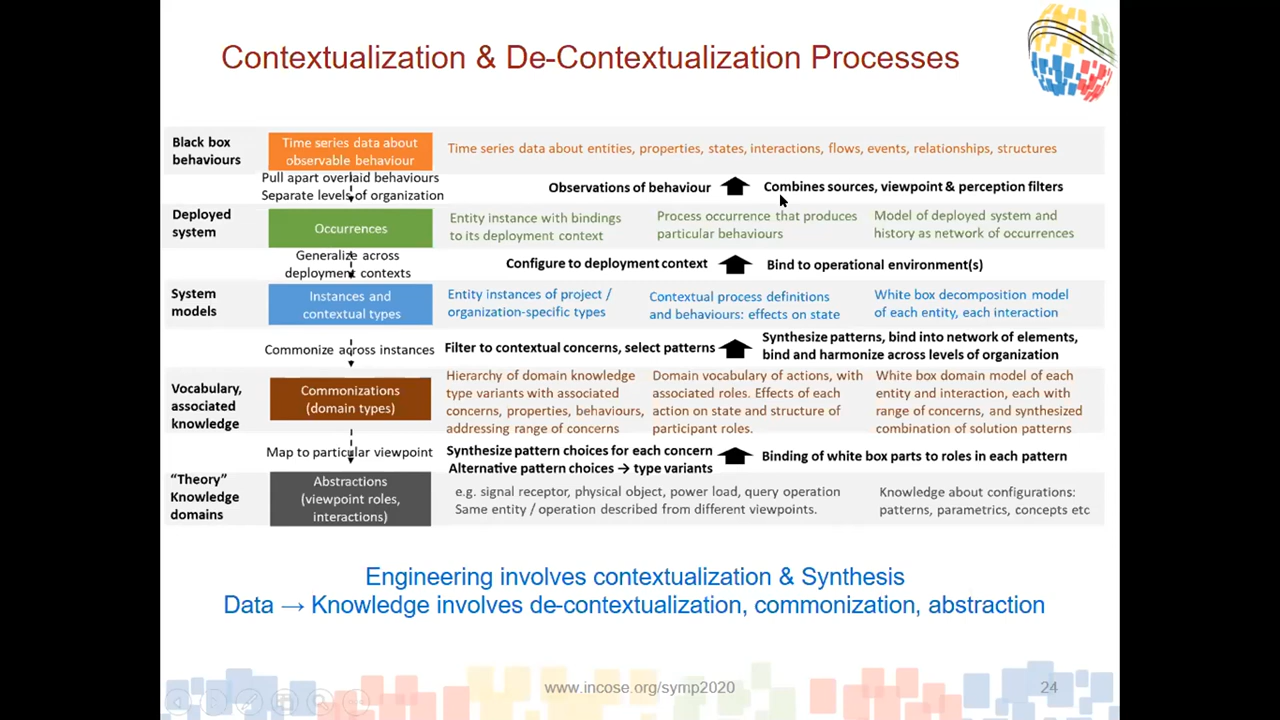 Contextualization & De-Contextualization Processes
Black box
behaviours
Time series data about
observable behaviour
Time series data about entities, properties, states, interactions, flows, events, relationships, structures
Pull apart overlaid behaviours
Separate levels of organization
Observations of behaviour
Combines sources, viewpoint & perception filters
Deployed
system
Occurrences
Entity instance with bindings
to its deployment context
Process occurrence that produces
particular behaviours
Model of deployed system and
history as network of occurrences
Generalize across
deployment contexts
Configure to deployment context
Bind to operational environment(s)
System
models
Instances and
contextual types
Entity instances of project /
organization-specific types
Contextual process definitions
and behaviours: effects on state
White box decomposition model
of each entity, each interaction
Commonize across instances
Filter to contextual concerns, select patterns
Synthesize patterns, bind into network of elements,
bind and harmonize across levels of organization
Vocabulary,
associated
knowledge
Commonizations
(domain types)
Hierarchy of domain knowledge
type variants with associated
concerns, properties, behaviours,
addressing range of concerns
Domain vocabulary of actions, with
associated roles. Effects of each
action on state and structure of
participant roles.
White box domain model of each
entity and interaction, each with
range of concerns, and synthesized
combination of solution patterns
Map to particular viewpoint
Synthesize pattern choices for each concern
Alternative pattern choices → type variants
Binding of white box parts to roles in each pattern
“Theory”
Knowledge
domains
Abstractions
(viewpoint roles,
interactions)
e.g. signal receptor, physical object, power load, query operation
Same entity / operation described from different viewpoints.
Knowledge about configurations:
patterns, parametrics, concepts etc
Engineering involves contextualization & Synthesis
Data → Knowledge involves de-contextualization, commonization, abstraction
www.incose.org/symp2020
24